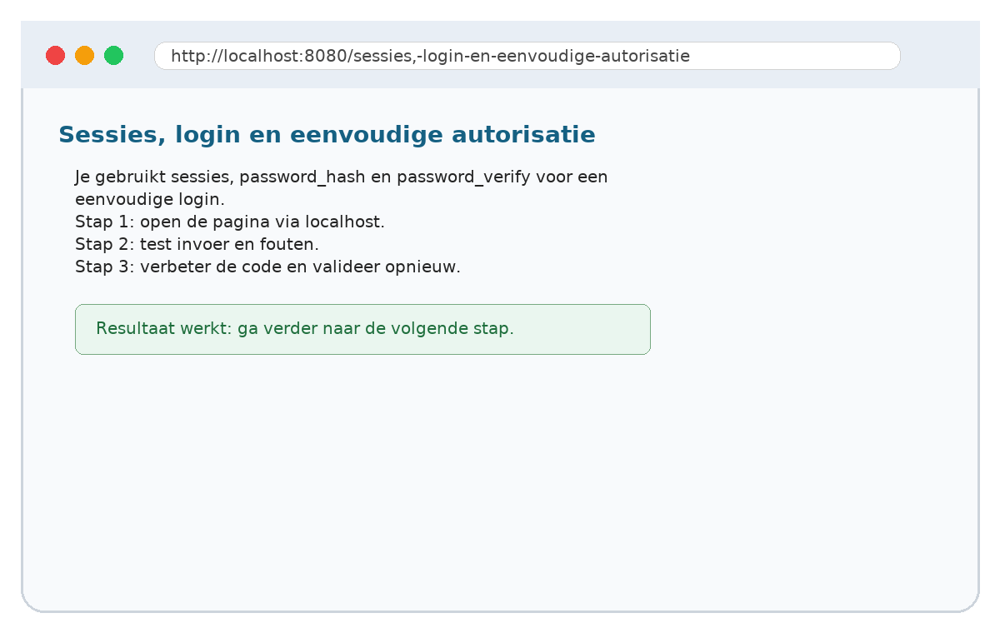 http://localhost:8080/sessies,-login-en-eenvoudige-autorisatie
Sessies, login en eenvoudige autorisatie
Je gebruikt sessies, password_hash en password_verify voor een
eenvoudige login.
Stap 1: open de pagina via localhost.
Stap 2: test invoer en fouten.
Stap 3: verbeter de code en valideer opnieuw.
Resultaat werkt: ga verder naar de volgende stap.